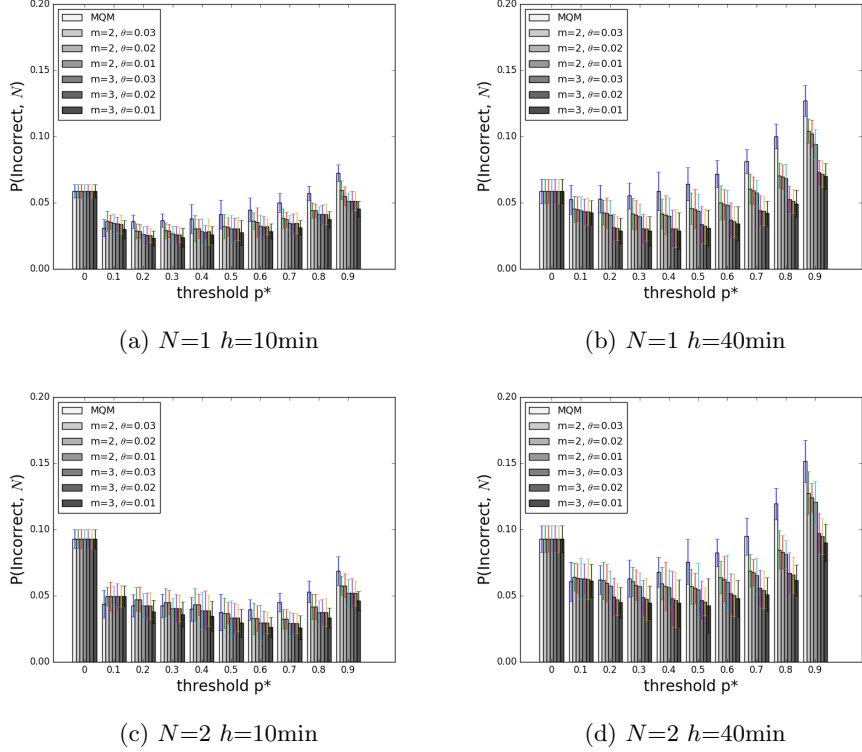 0.20
0.15
0.10
0.05
0.00
P(Incorrect, N)
MQM
m=2, θ=0.03
m=2, θ=0.02
m=2, θ=0.01
m=3, θ=0.03
m=3, θ=0.02
m=3, θ=0.01
0 0.1 0.2 0.3 0.4 0.5 0.6 0.7 0.8 0.9
threshold p*
(a) N=1 h=10min
0.20
0.15
0.10
0.05
0.00
P(Incorrect, N)
MQM
m=2, θ=0.03
m=2, θ=0.02
m=2, θ=0.01
m=3, θ=0.03
m=3, θ=0.02
m=3, θ=0.01
0 0.1 0.2 0.3 0.4 0.5 0.6 0.7 0.8 0.9
threshold p*
(b) N=1 h=40min
0.20
0.15
0.10
0.05
0.00
P(Incorrect, N)
MQM
m=2, θ=0.03
m=2, θ=0.02
m=2, θ=0.01
m=3, θ=0.03
m=3, θ=0.02
m=3, θ=0.01
0 0.1 0.2 0.3 0.4 0.5 0.6 0.7 0.8 0.9
threshold p*
(c) N=2 h=10min
0.20
0.15
0.10
0.05
0.00
P(Incorrect, N)
MQM
m=2, θ=0.03
m=2, θ=0.02
m=2, θ=0.01
m=3, θ=0.03
m=3, θ=0.02
m=3, θ=0.01
0 0.1 0.2 0.3 0.4 0.5 0.6 0.7 0.8 0.9
threshold p*
(d) N=2 h=40min